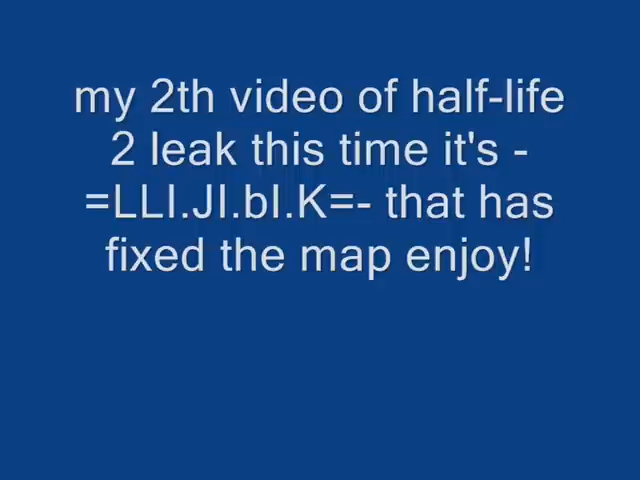 my 2th video of half-life
2 leak this time it's -
=LLI.JI.bI.K=- that has
fixed the map enjoy!